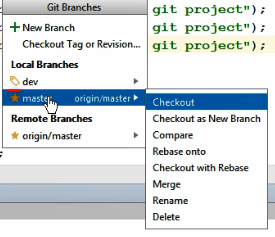 Git Branches
git project");
git project");
git project");
New Branch
Checkout Tag or Revision...
Local Branches
dev
master origin/master
Remote Branches
origin/master
Checkout
Checkout as New Branch
Compare
Rebase onto
Checkout with Rebase
Merge
Rename
Delete